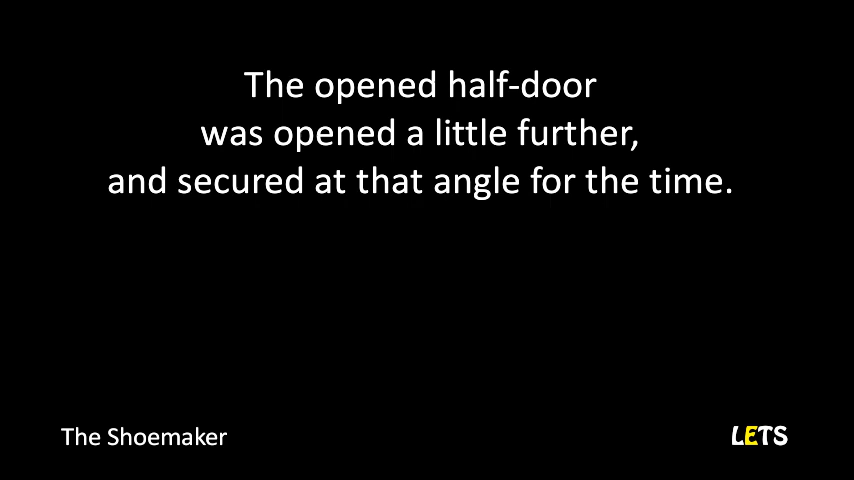 The opened half-door
was opened a little further,
and secured at that angle for the time.
The Shoemaker
LETS